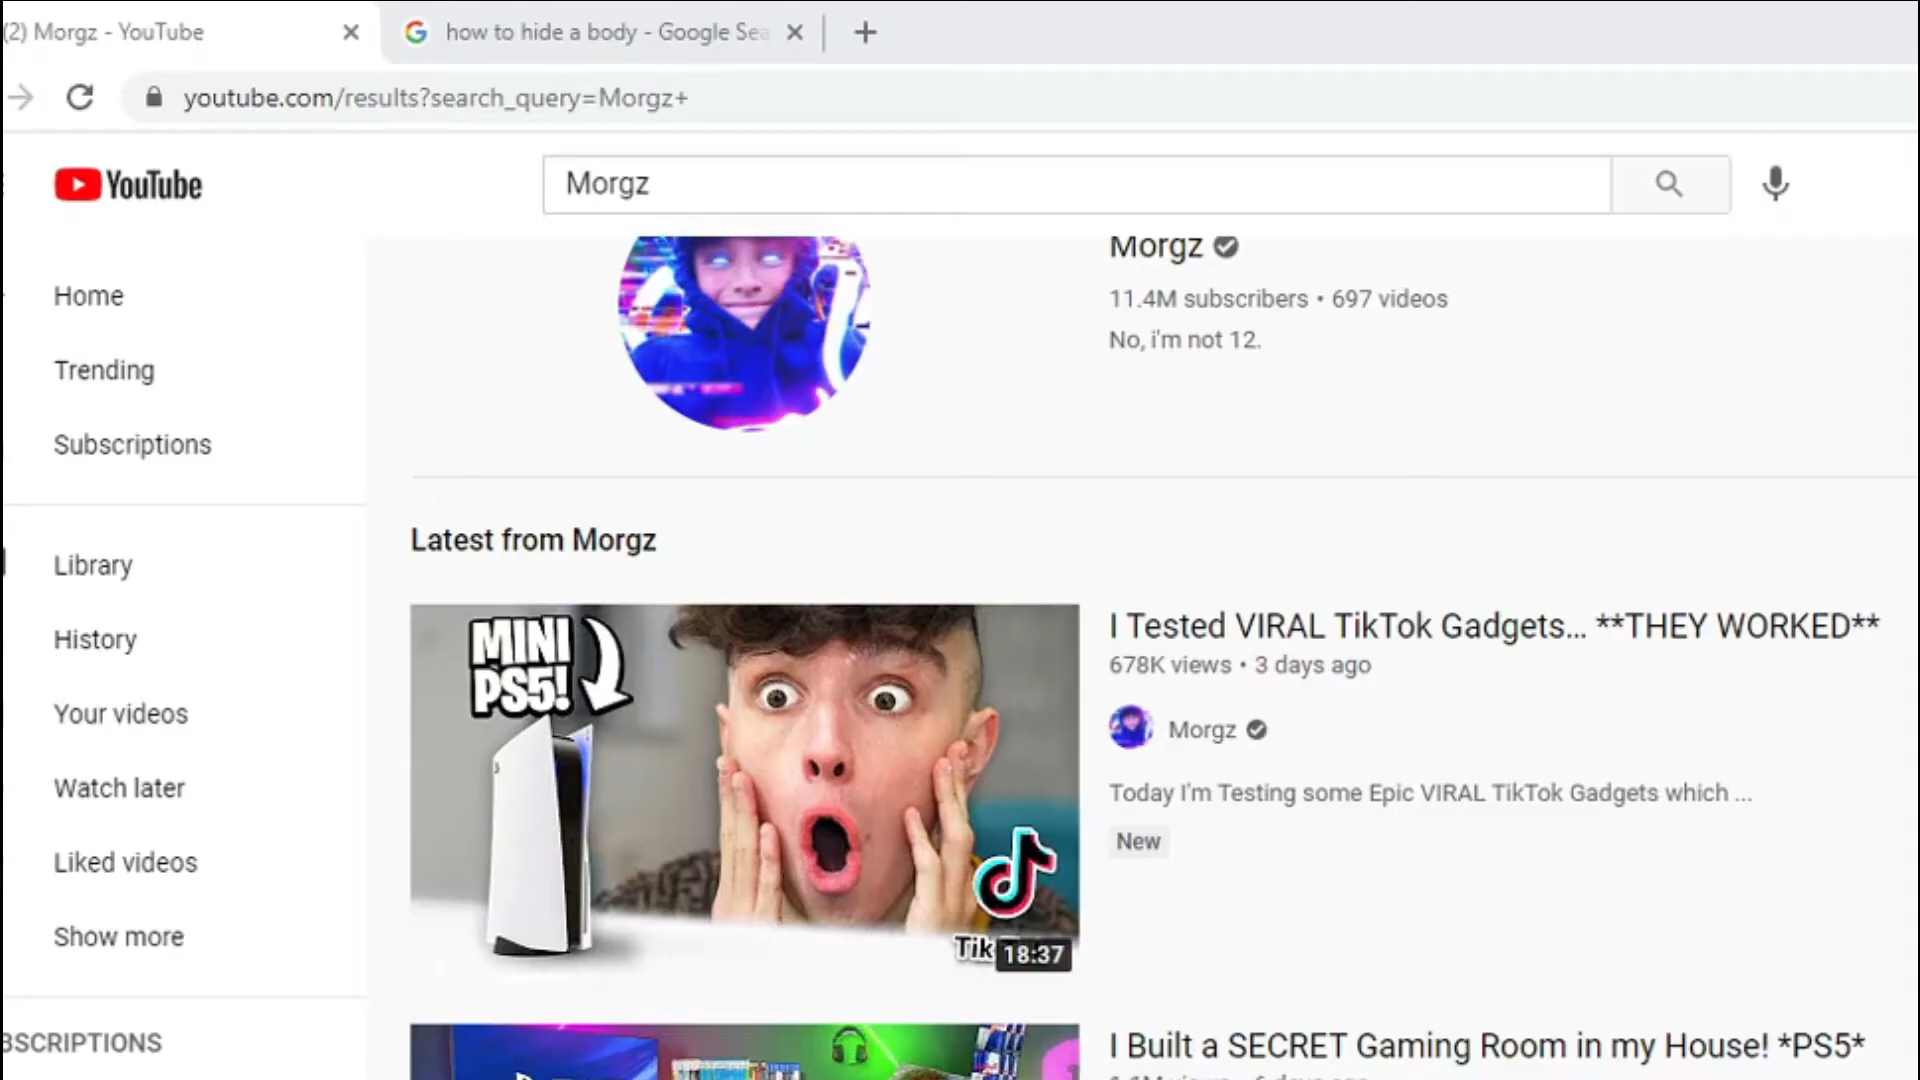 (2) Morgz - YouTube
how to hide a body - Google Sea
youtube.com/results?search_query=Morgz+
YouTube
Morgz
Home
Trending
Subscriptions
Library
History
Your videos
Watch later
Liked videos
Show more
BSCRIPTIONS
Morgz
11.4M subscribers • 697 videos
No, i'm not 12.
Latest from Morgz
MINI
PS5!
Tik
18:37
I Tested VIRAL TikTok Gadgets... **THEY WORKED**
678K views • 3 days ago
Morgz
Today I'm Testing some Epic VIRAL TikTok Gadgets which ...
New
I Built a SECRET Gaming Room in my House! *PS5*